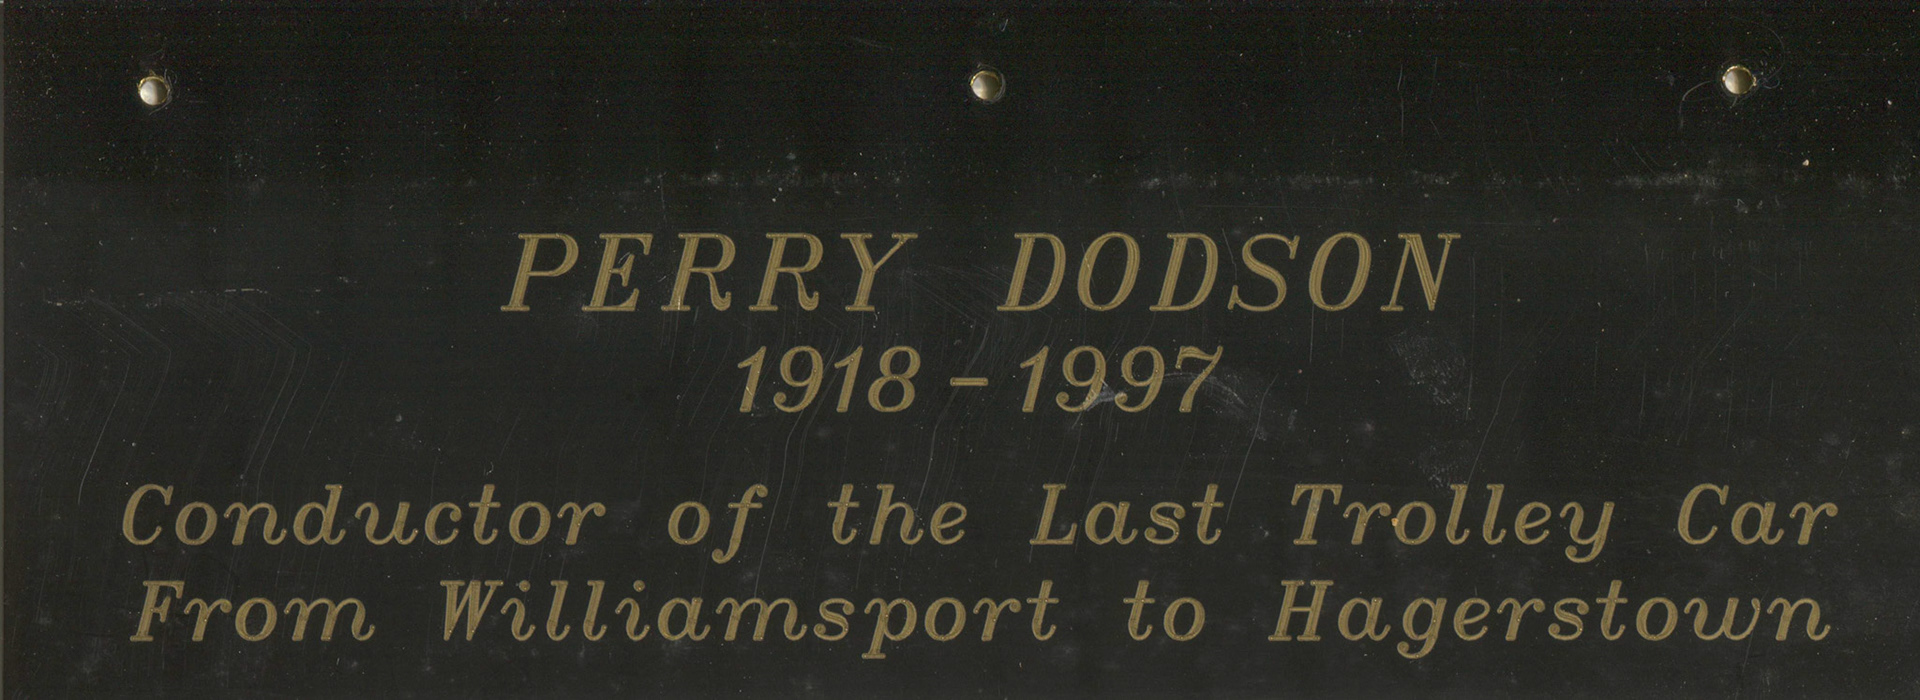 PERRY DODSON
1918-1997
Conductor of the Last Trolley Car
From Williamsport to Hagerstown